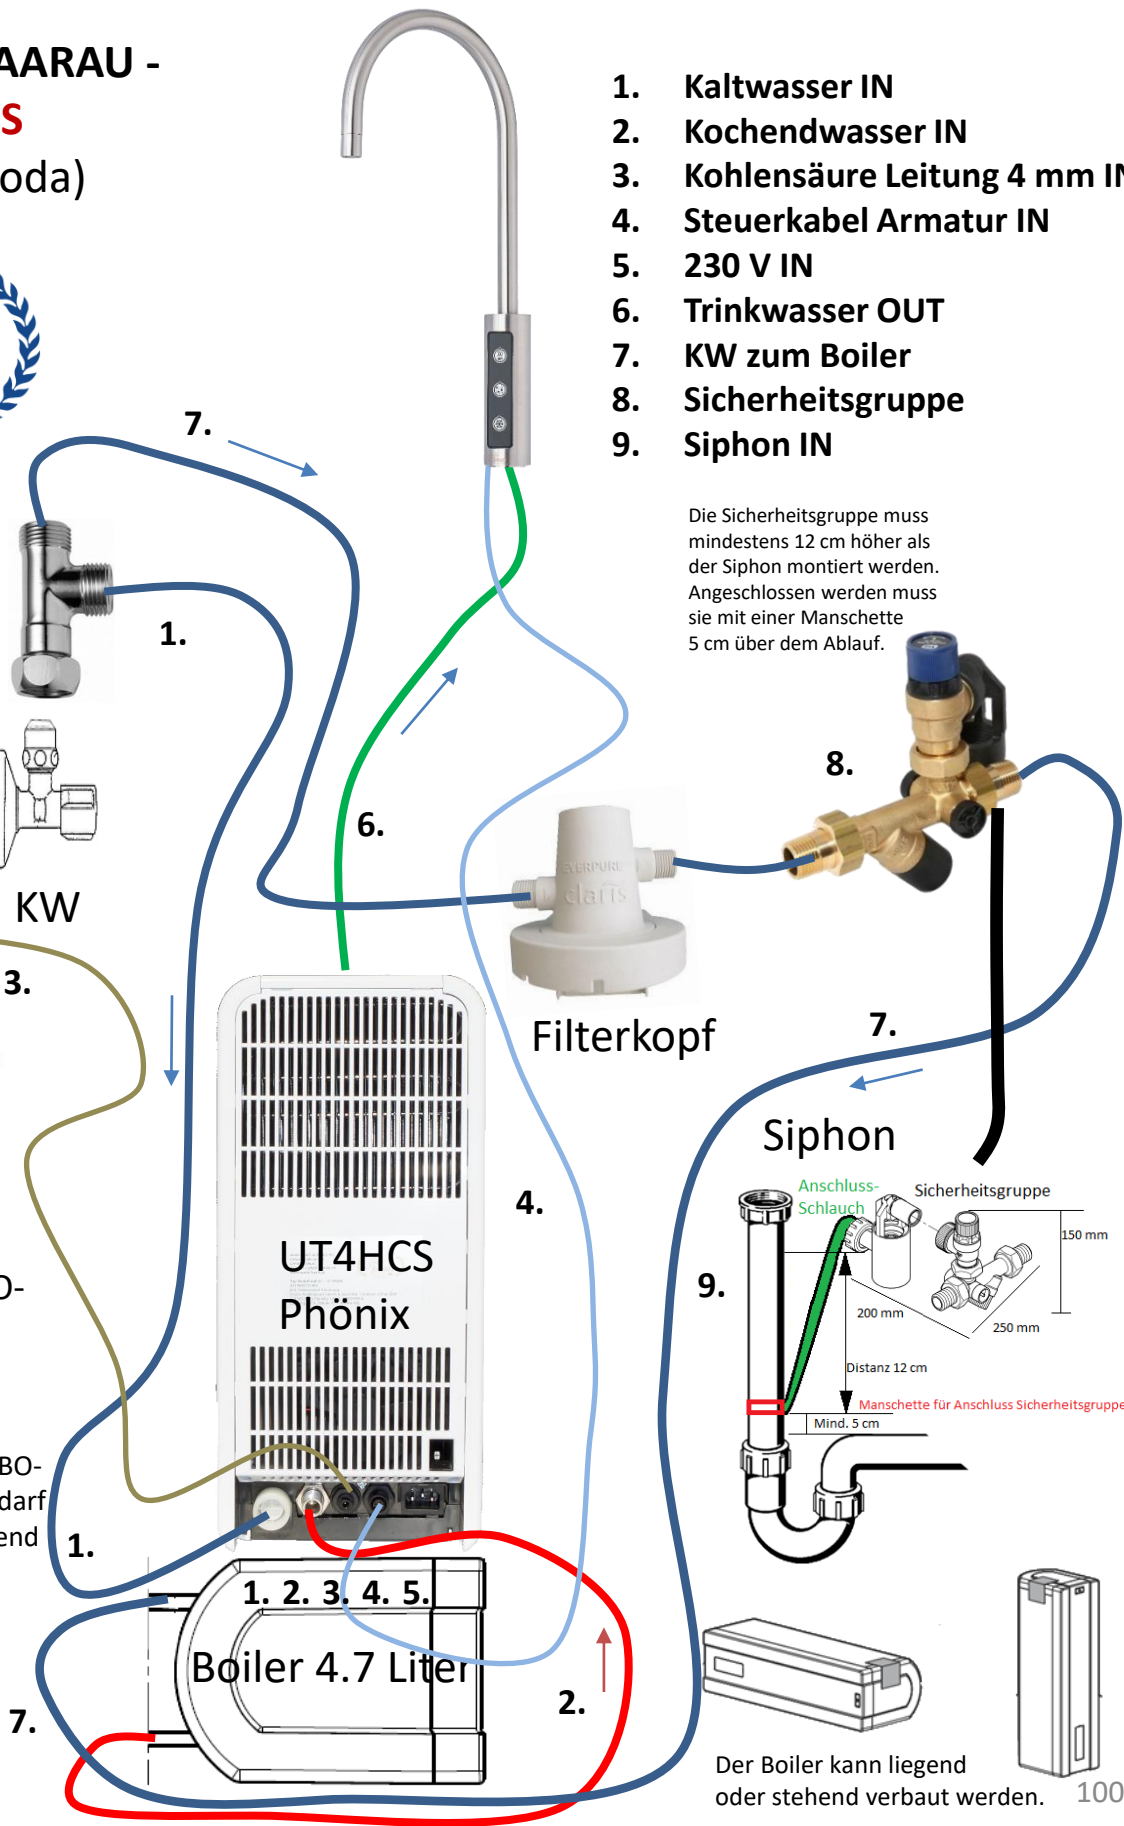 AARAU -
S
oda)
1. Kaltwasser IN
2. Kochendwasser IN
3. Kohlensäure Leitung 4 mm IN
4. Steuerkabel Armatur IN
5. 230 V IN
6. Trinkwasser OUT
7. KW zum Boiler
8. Sicherheitsgruppe
9. Siphon IN
Die Sicherheitsgruppe muss
mindestens 12 cm höher als
der Siphon montiert werden.
Angeschlossen werden muss
sie mit einer Manschette
5 cm über dem Ablauf.
7.
1.
8.
6.
EVERPURE
claris
KW
3.
Filterkopf
7.
Siphon
Anschluss-
Schlauch
Sicherheitsgruppe
150 mm
4.
9.
200 mm
250 mm
UT4HCS
Phönix
O-
Distanz 12 cm
Manschette für Anschluss Sicherheitsgruppe
Mind. 5 cm
BO-
darf
end
1.
1. 2. 3. 4. 5.
Boiler 4.7 Liter
2.
7.
Der Boiler kann liegend
oder stehend verbaut werden.
100